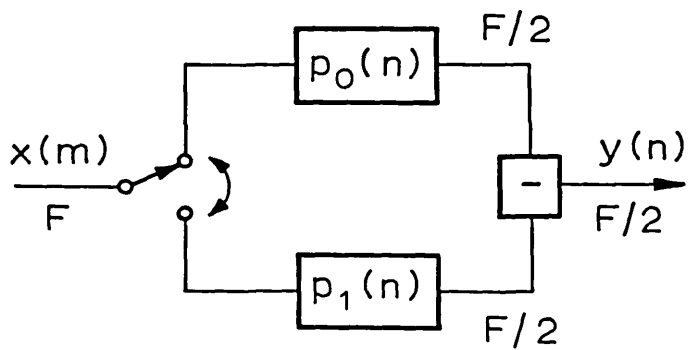 F/2
p₀(n)
x(m)
F
-
y(n)
F/2
p₁(n)
F/2